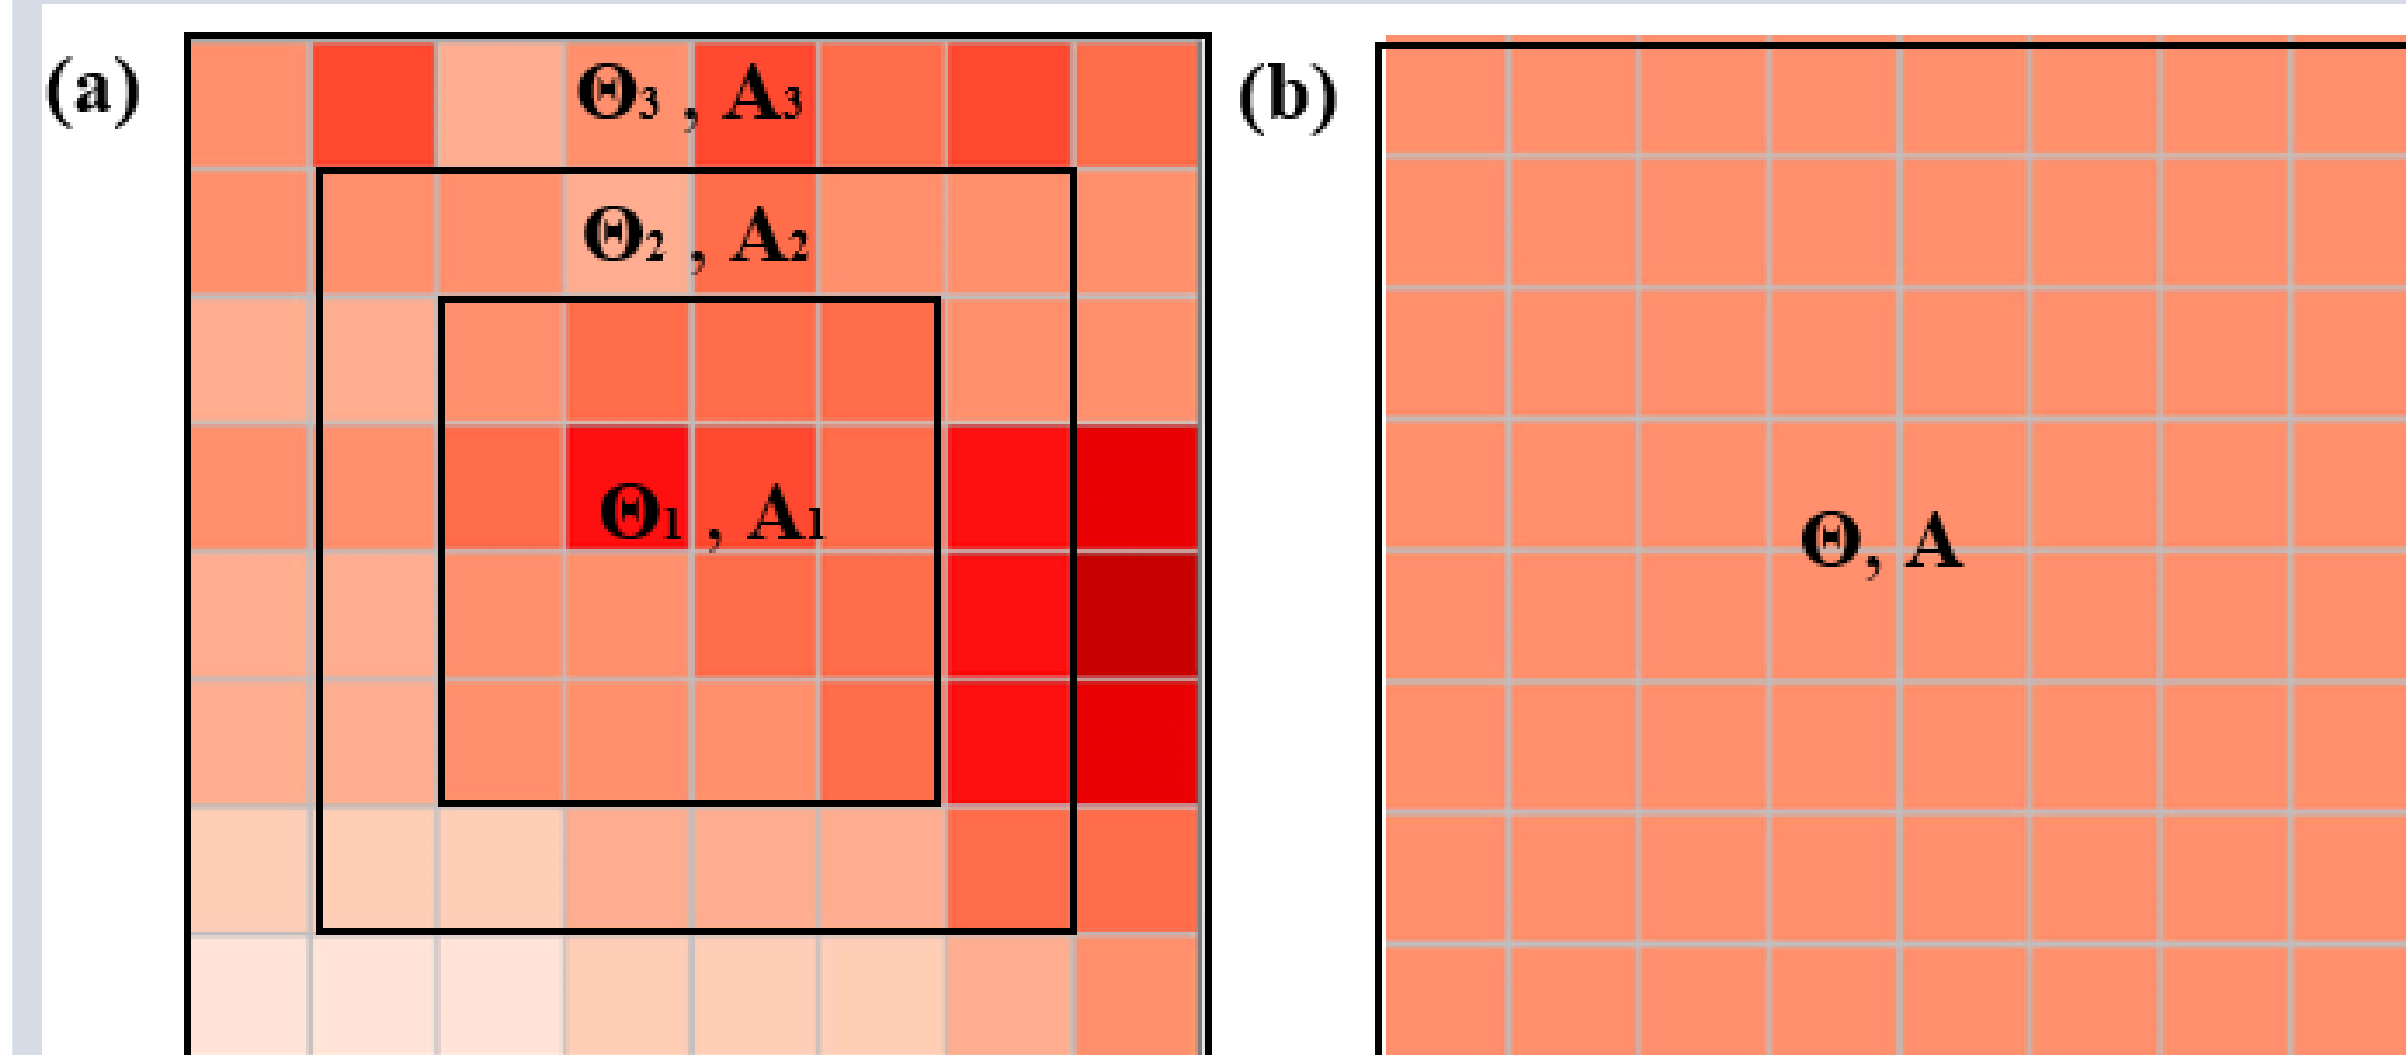 (a)
Θ₃ , A₃
Θ₂ , A₂
Θ₁ , A₁
(b)
Θ, A